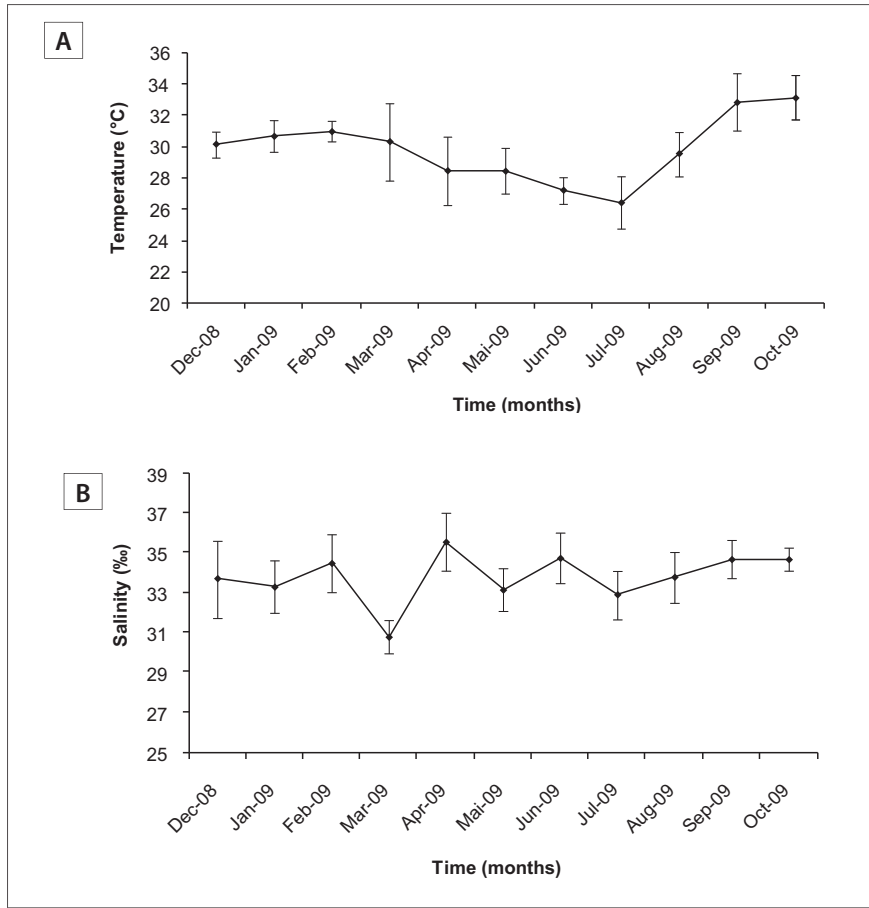 A
36
34
32
30
28
26
24
22
20
Temperature (°C)
Dec-08
Jan-09
Feb-09
Mar-09
Apr-09
Mai-09
Jun-09
Jul-09
Aug-09
Sep-09
Oct-09
Time (months)
B
39
37
35
33
31
29
27
25
Salinity (‰)
Dec-08
Jan-09
Feb-09
Mar-09
Apr-09
Mai-09
Jun-09
Jul-09
Aug-09
Sep-09
Oct-09
Time (months)